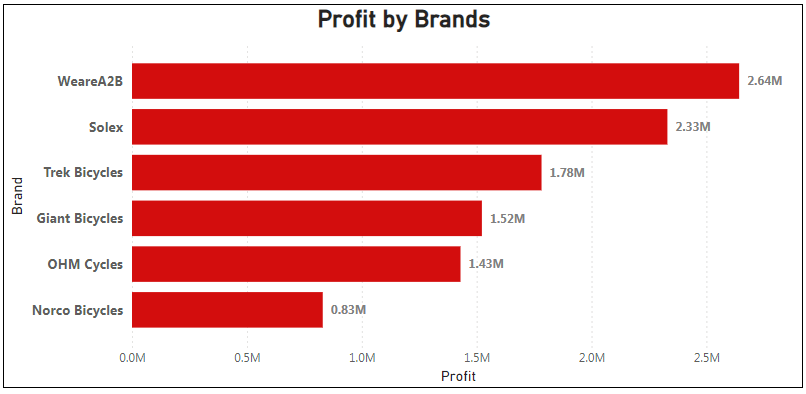 Profit by Brands
WeareA2B 2.64M
Solex 2.33M
Trek Bicycles 1.78M
Giant Bicycles 1.52M
OHM Cycles 1.43M
Norco Bicycles 0.83M
Brand
0.0M 0.5M 1.0M 1.5M 2.0M 2.5M
Profit